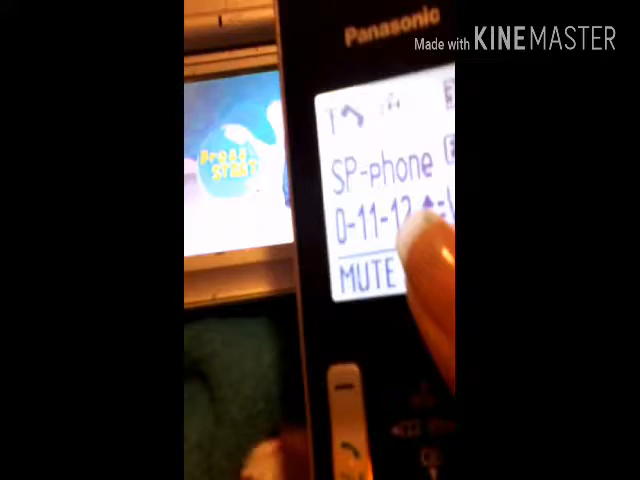 Panasonic
Made with KINEMASTER
SP-phone
0-11-12
MUTE
Press
START